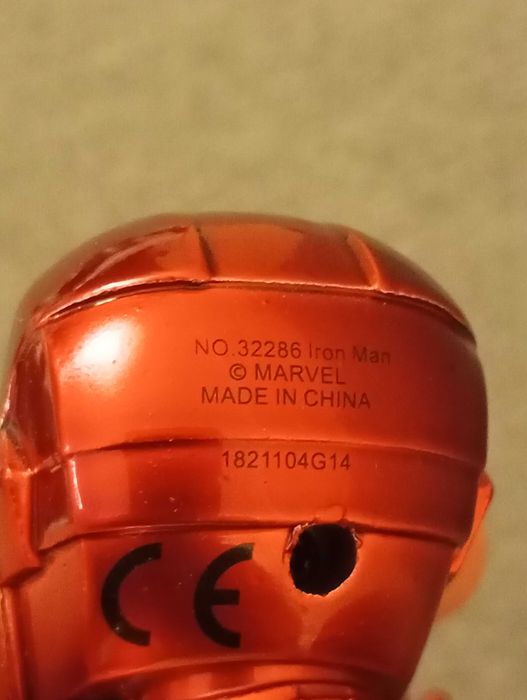 NO.32286 Iron Man
© MARVEL
MADE IN CHINA
1821104G14
CE